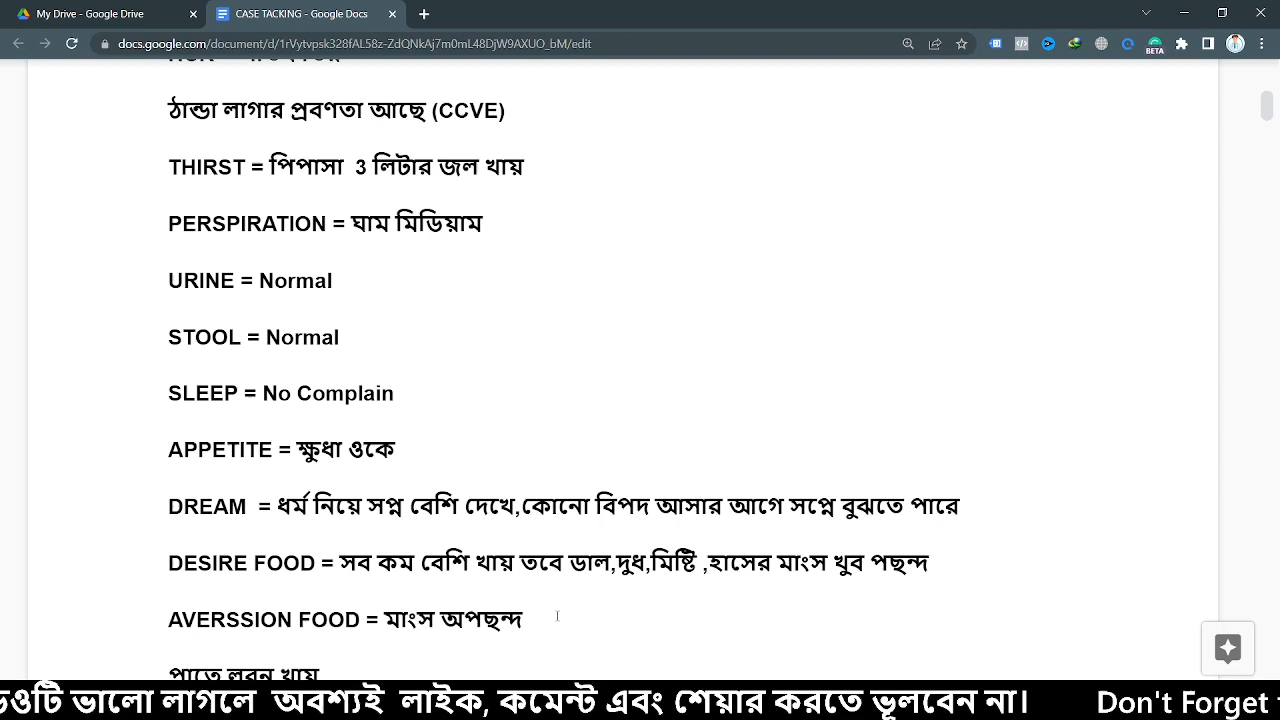 My Drive - Google Drive
CASE TACKING - Google Docs
docs.google.com/document/d/1rVytvpsk328fAL58z-ZdQNkAj7m0mL48DjW9AXUO_bM/edit
BETA
ঠান্ডা লাগার প্রবণতা আছে (CCVE)
THIRST = পিপাসা 3 লিটার জল খায়
PERSPIRATION = ঘাম মিডিয়াম
URINE = Normal
STOOL = Normal
SLEEP = No Complain
APPETITE = ক্ষুধা ওকে
DREAM = ধর্ম নিয়ে সপ্ন বেশি দেখে,কোনো বিপদ আসার আগে সপ্নে বুঝতে পারে
DESIRE FOOD = সব কম বেশি খায় তবে ডাল,দুধ,মিষ্টি ,হাসের মাংস খুব পছন্দ
AVERSSION FOOD = মাংস অপছন্দ
পাতে লবন খায়
ভালো লাগলে অবশ্যই লাইক, কমেন্ট এবং শেয়ার করতে ভূলবেন না। Don't Forget